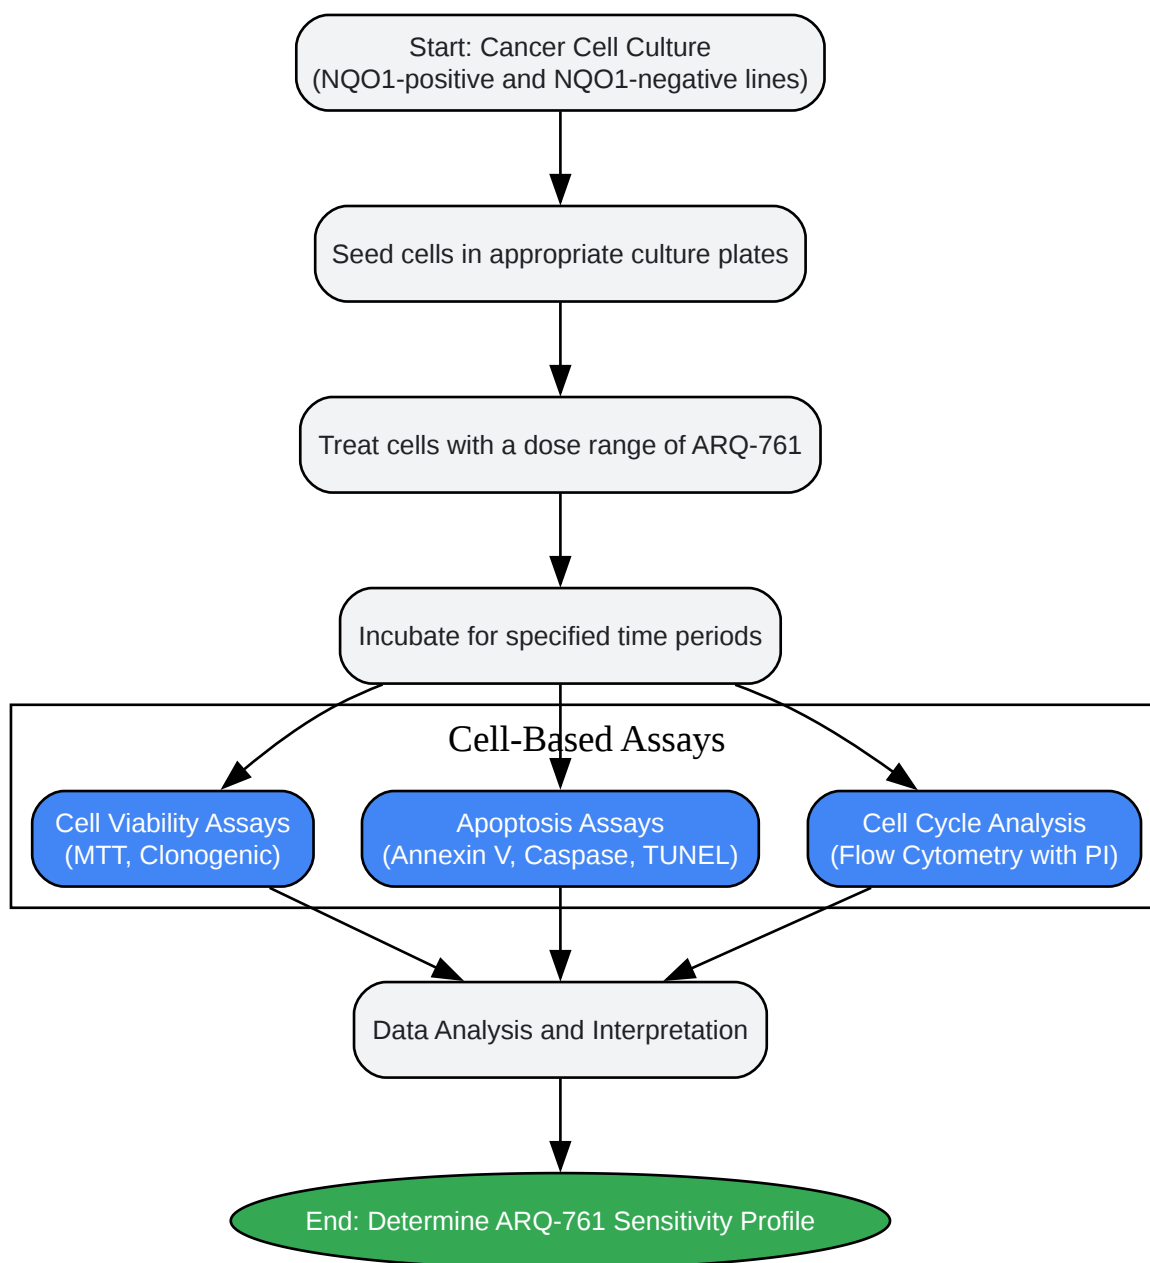 Start: Cancer Cell Culture
(NQO1-positive and NQO1-negative lines)
Seed cells in appropriate culture plates
Treat cells with a dose range of ARQ-761
Incubate for specified time periods
Cell-Based Assays
Cell Viability Assays
(MTT, Clonogenic)
Apoptosis Assays
(Annexin V, Caspase, TUNEL)
Cell Cycle Analysis
(Flow Cytometry with PI)
Data Analysis and Interpretation
End: Determine ARQ-761 Sensitivity Profile